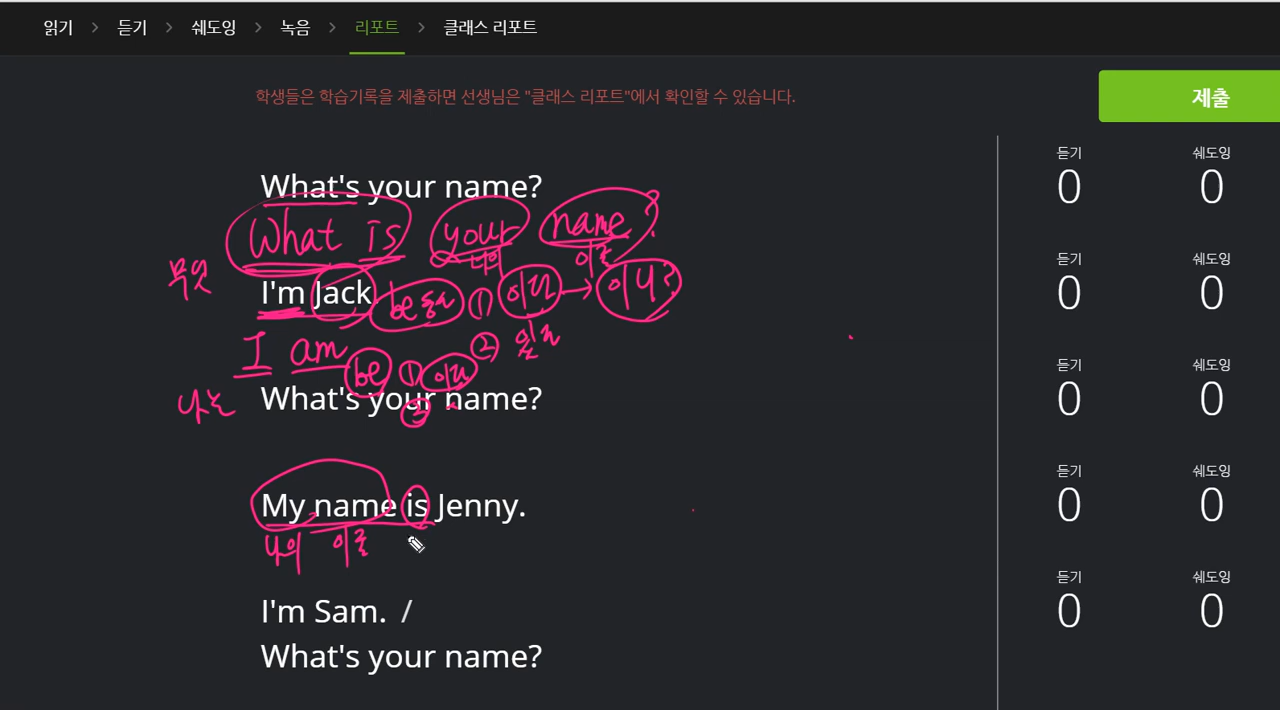 읽기 > 듣기 > 쉐도잉 > 녹음 > 리포트 > 클래스 리포트
학생들은 학습기록을 제출하면 선생님은 "클래스 리포트"에서 확인할 수 있습니다.
제출
What's your name?
듣기 쉐도잉
0 0
What is your name?
너의 이름
무엇
I'm Jack
be동사 ① 이다 → 이니?
듣기 쉐도잉
0 0
I am
② 있다
be ① 이다
②
나는
What's your name?
듣기 쉐도잉
0 0
My name is Jenny.
듣기 쉐도잉
0 0
나의 이름
I'm Sam. /
What's your name?
듣기 쉐도잉
0 0